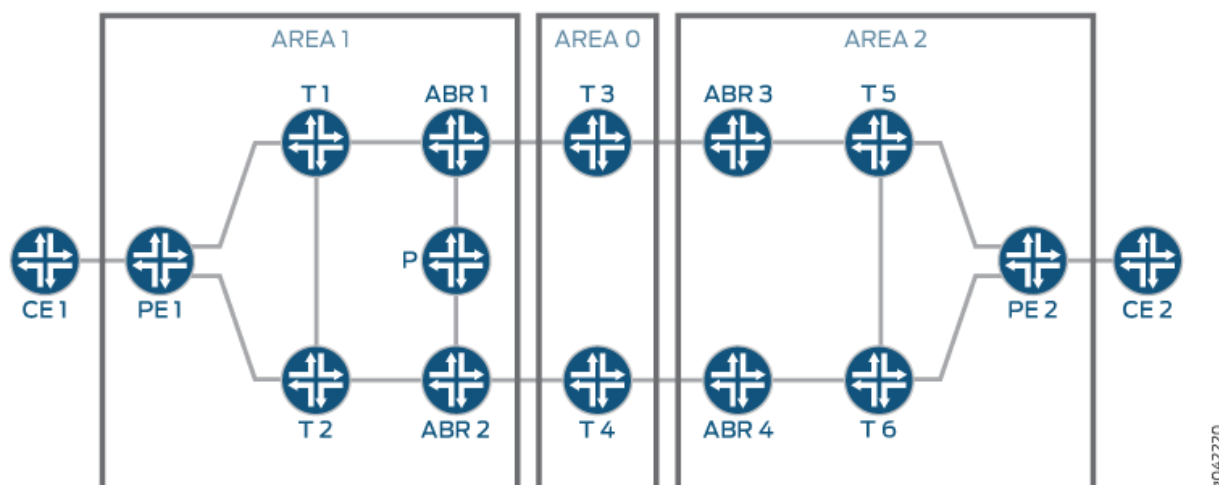 AREA 1
AREA 0
AREA 2
T 1
ABR 1
T 3
ABR 3
T 5
P
CE 1
PE 1
PE 2
CE 2
T 2
ABR 2
T 4
ABR 4
T 6
g042220